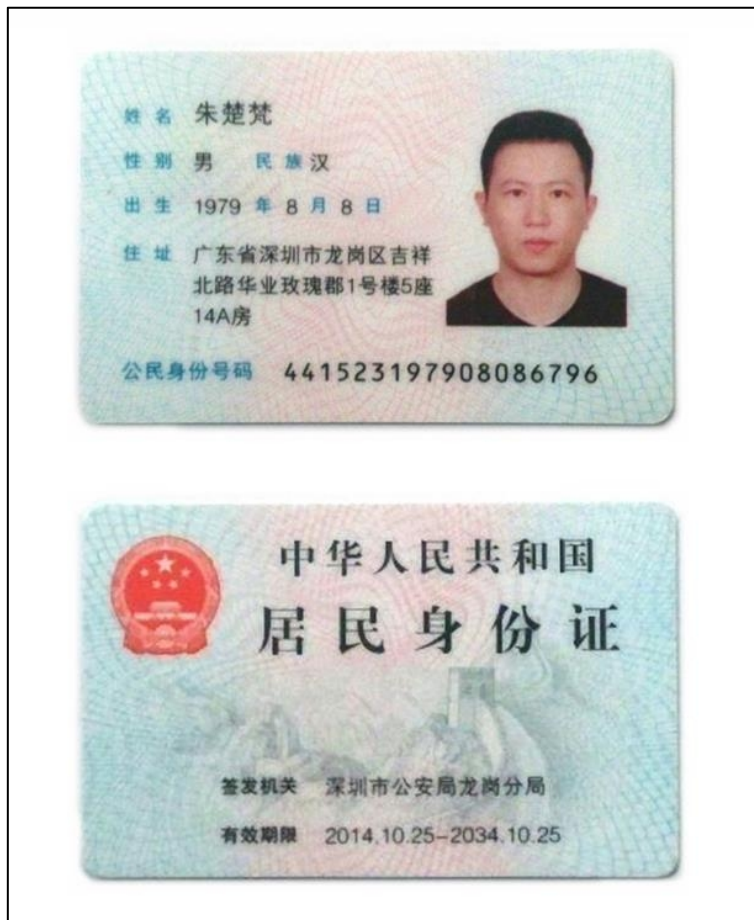 姓名 朱楚梵
性别 男 民族 汉
出生 1979 年 8 月 8 日
住址 广东省深圳市龙岗区吉祥
北路华业玫瑰郡1号楼5座
14A房
公民身份号码 441523197908086796
中华人民共和国
居民身份证
签发机关 深圳市公安局龙岗分局
有效期限 2014.10.25-2034.10.25